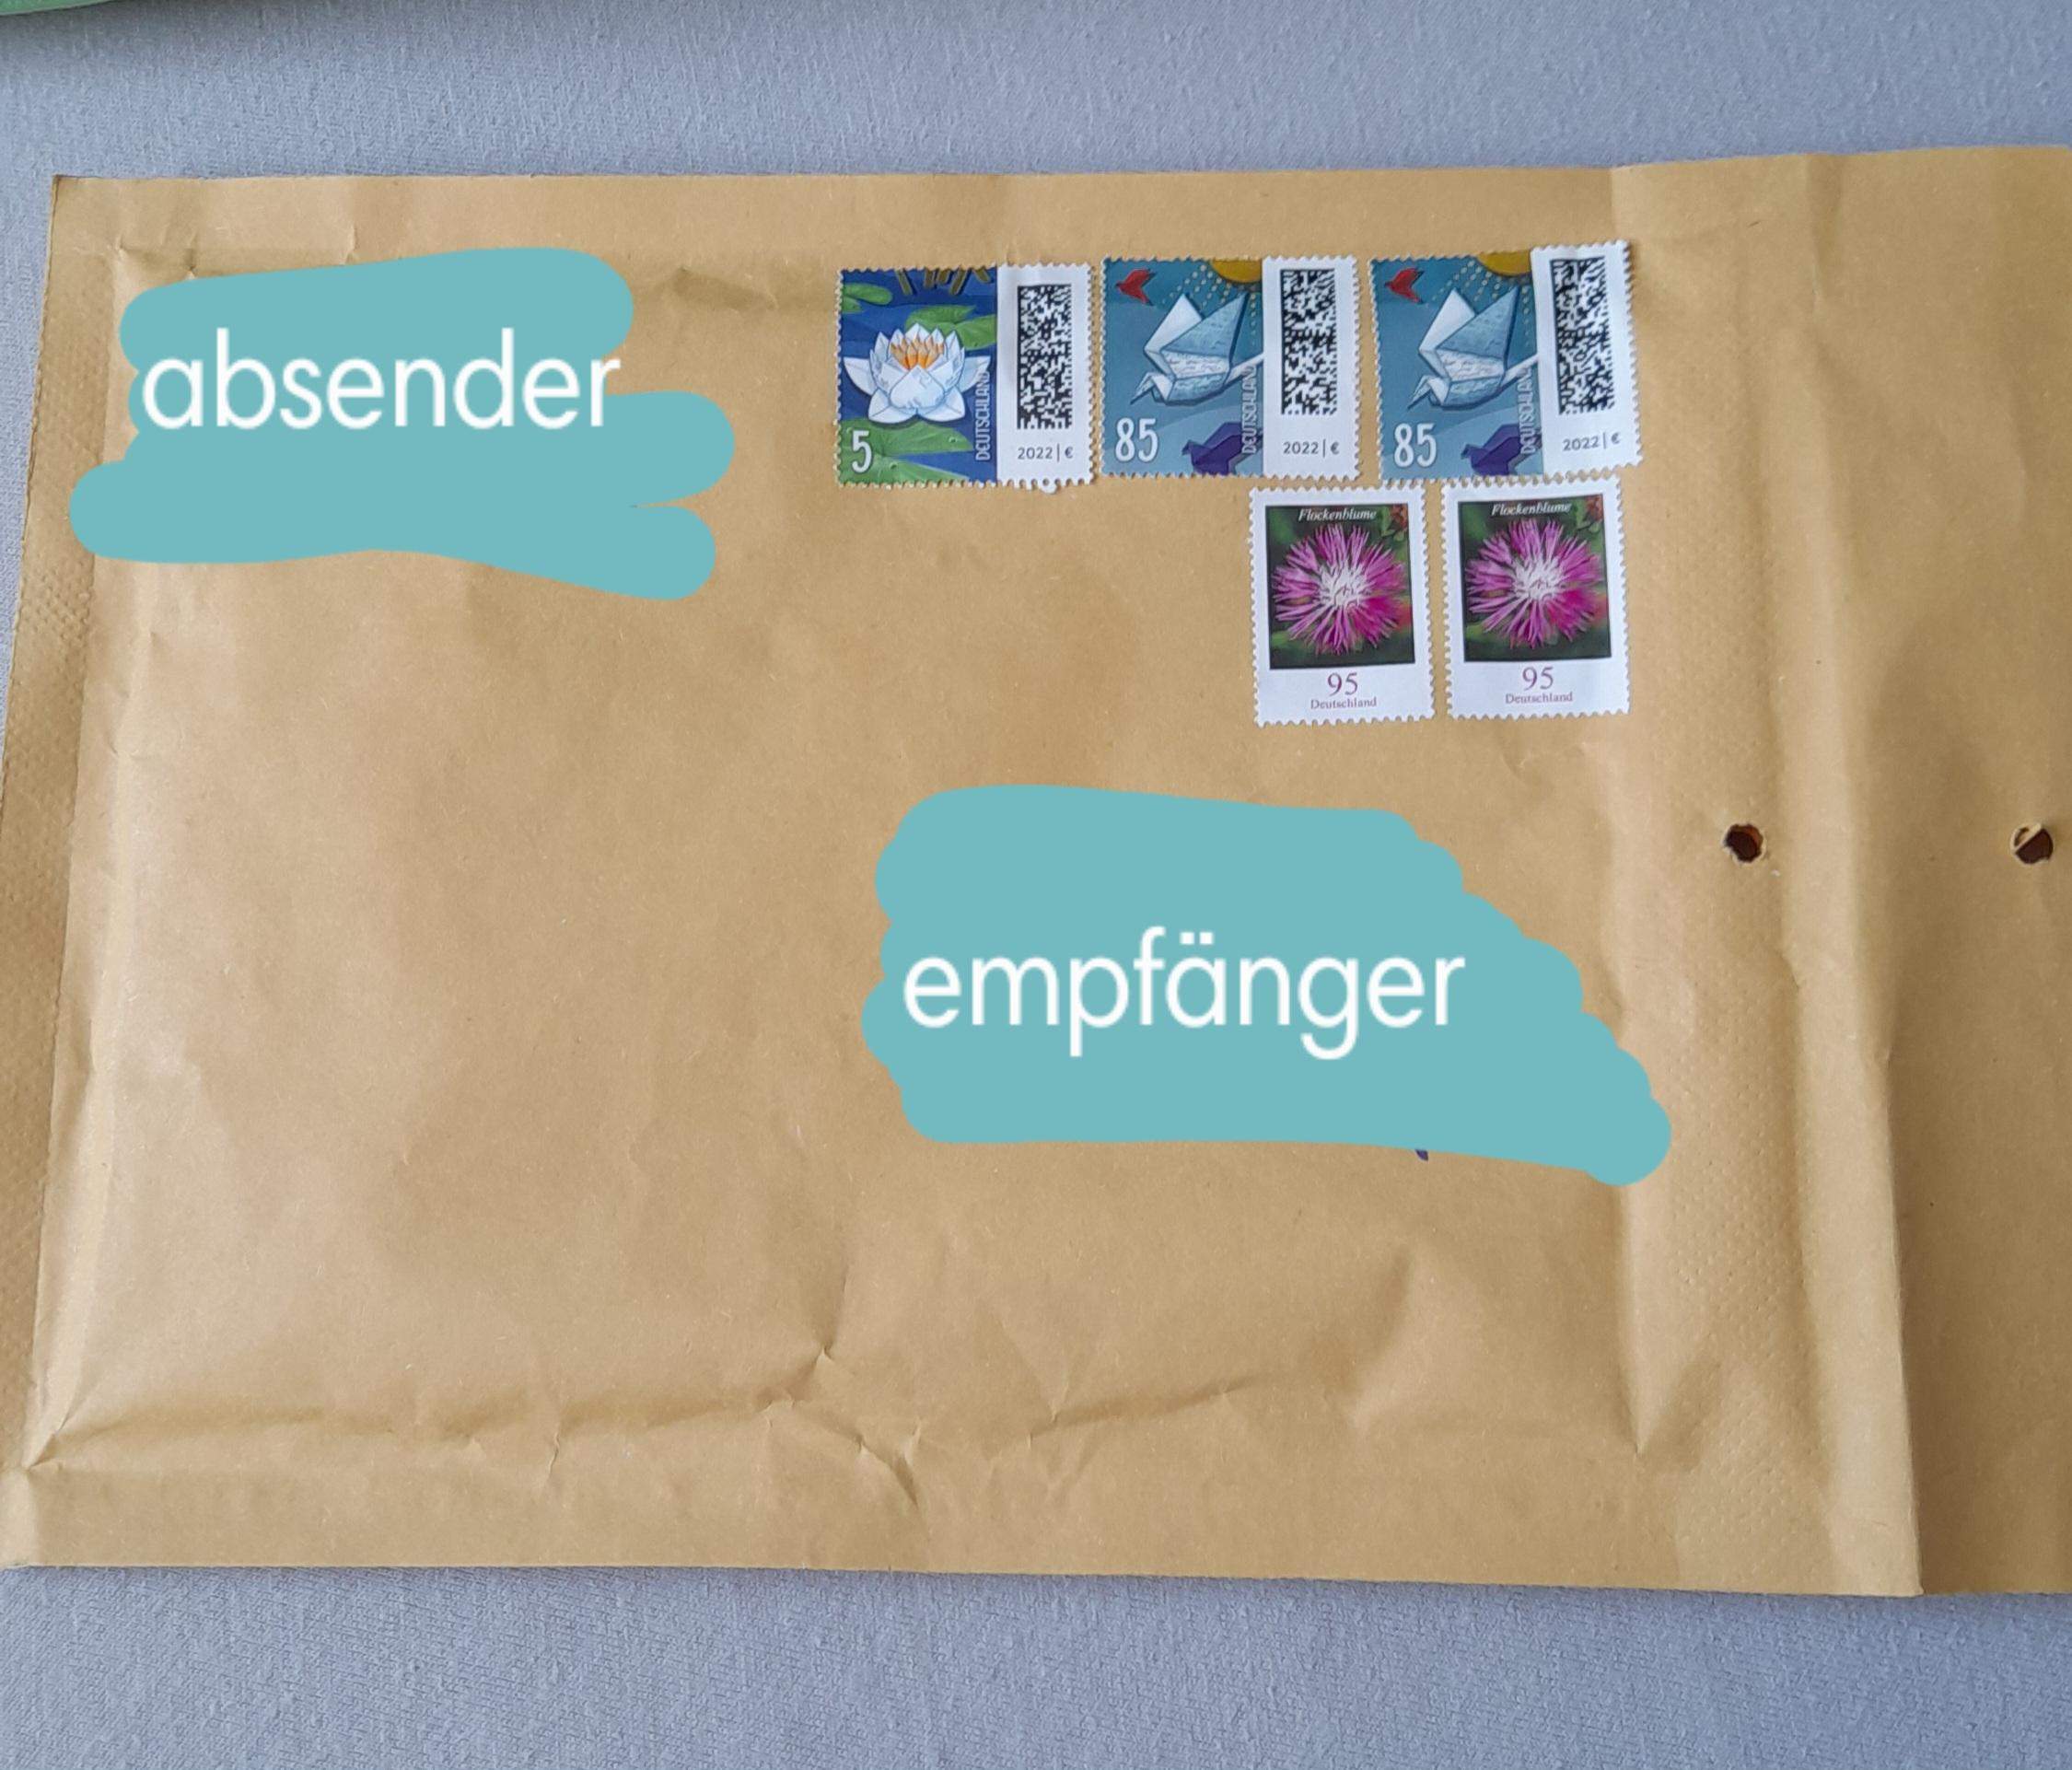 absender
5
DEUTSCHLAND
2022 | €
85
DEUTSCHLAND
2022 | €
85
DEUTSCHLAND
2022 | €
Flockenblume
95
Deutschland
Flockenblume
95
Deutschland
empfänger